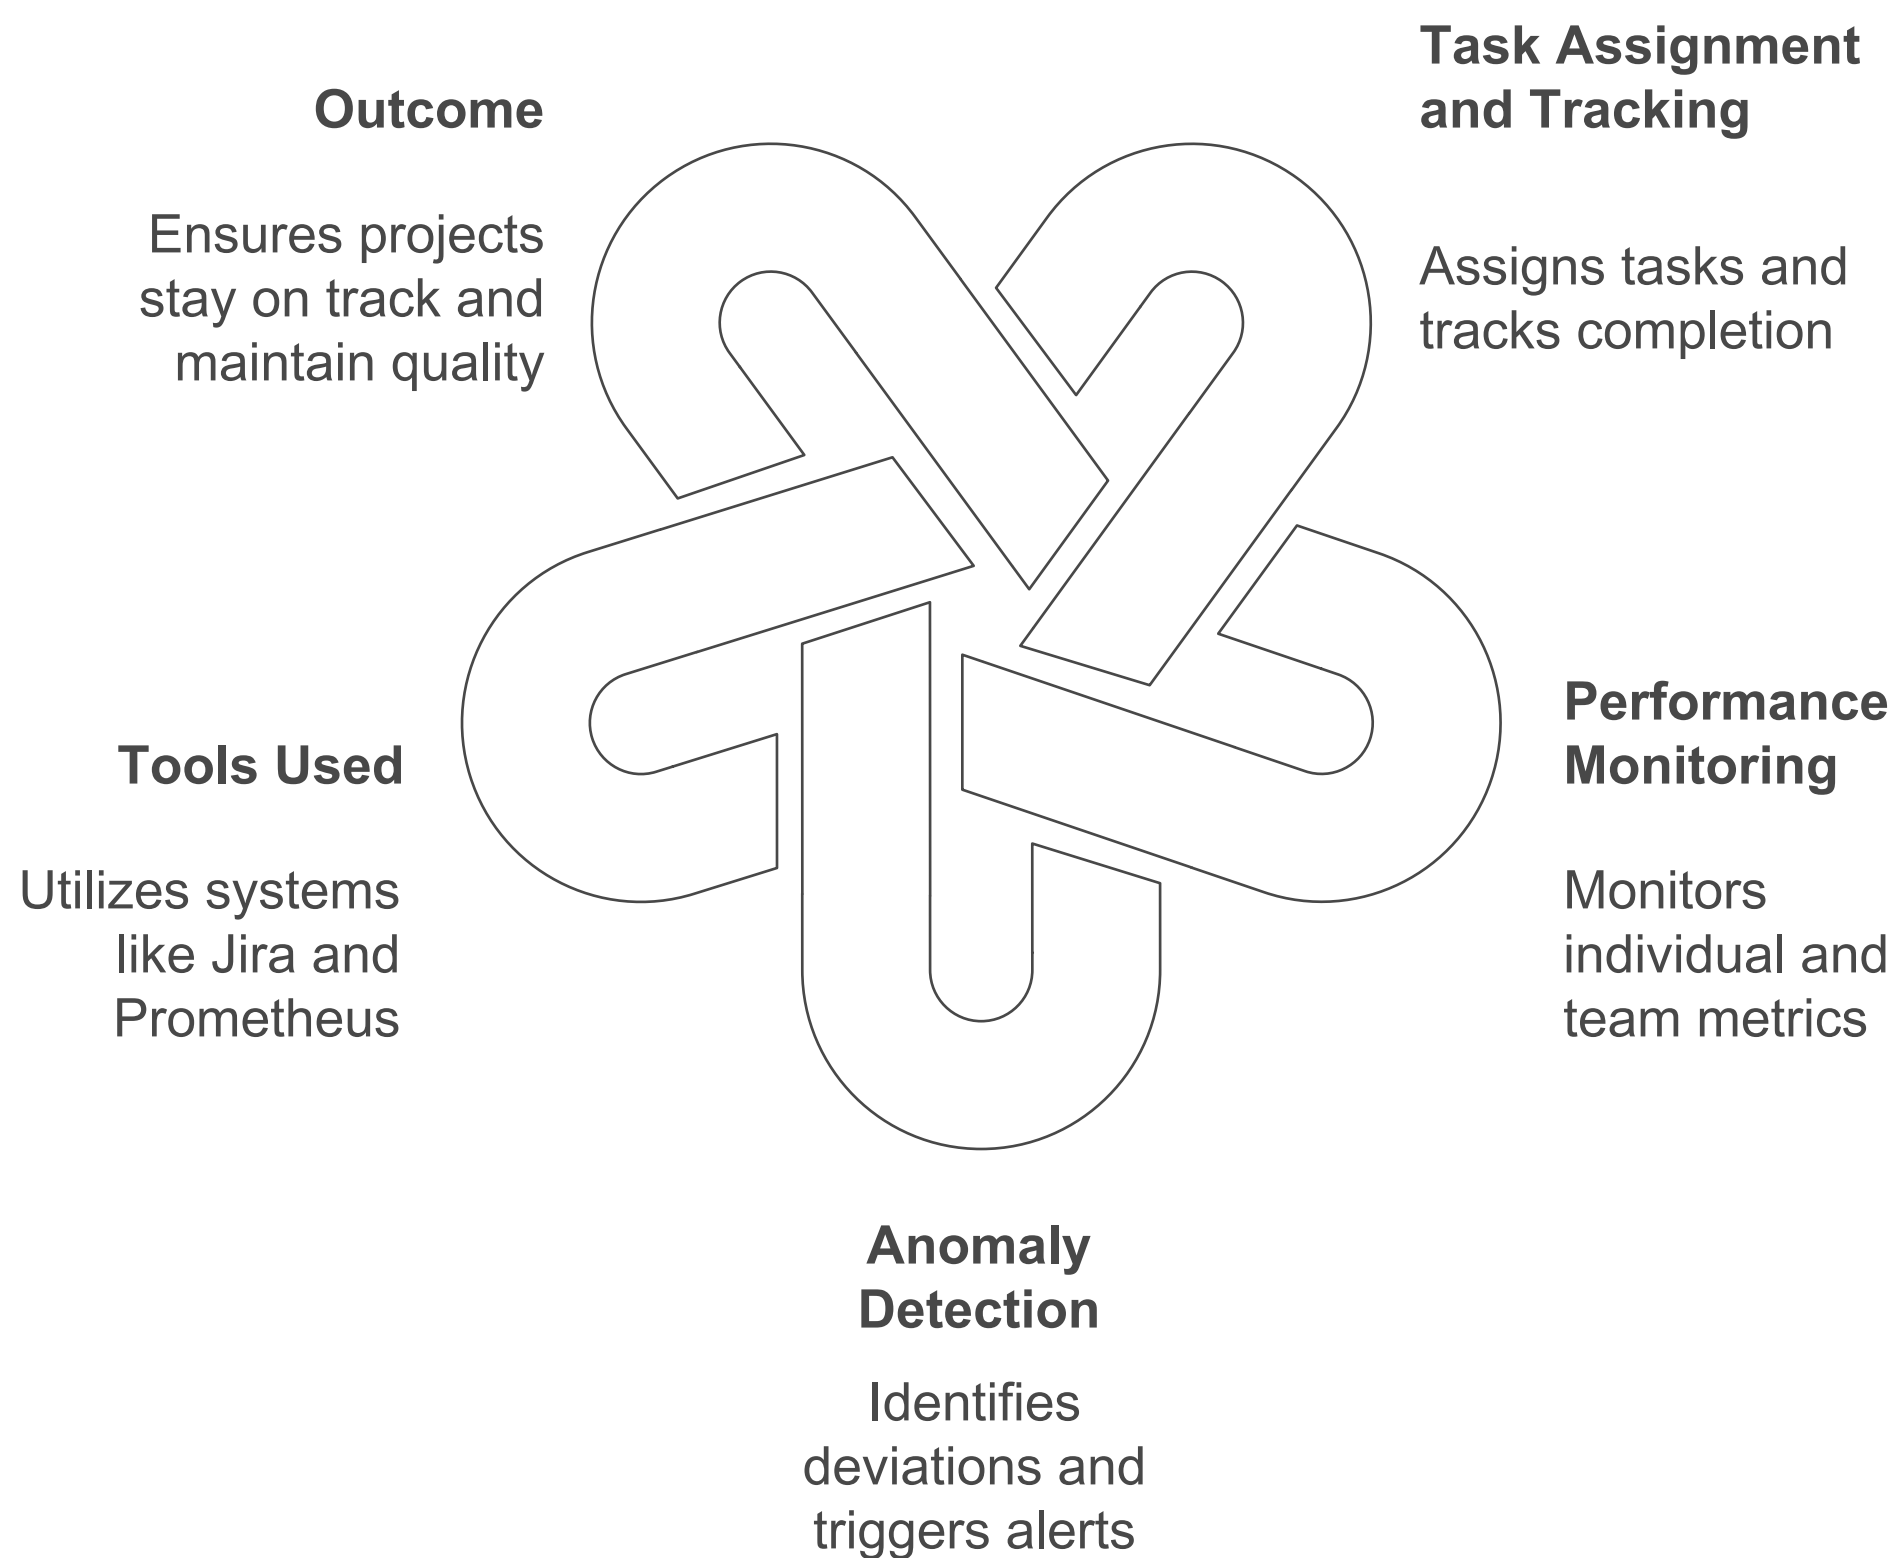 Task Assignment
and Tracking
Assigns tasks and
tracks completion
Performance
Monitoring
Monitors
individual and
team metrics
Anomaly
Detection
Identifies
deviations and
triggers alerts
Tools Used
Utilizes systems
like Jira and
Prometheus
Outcome
Ensures projects
stay on track and
maintain quality